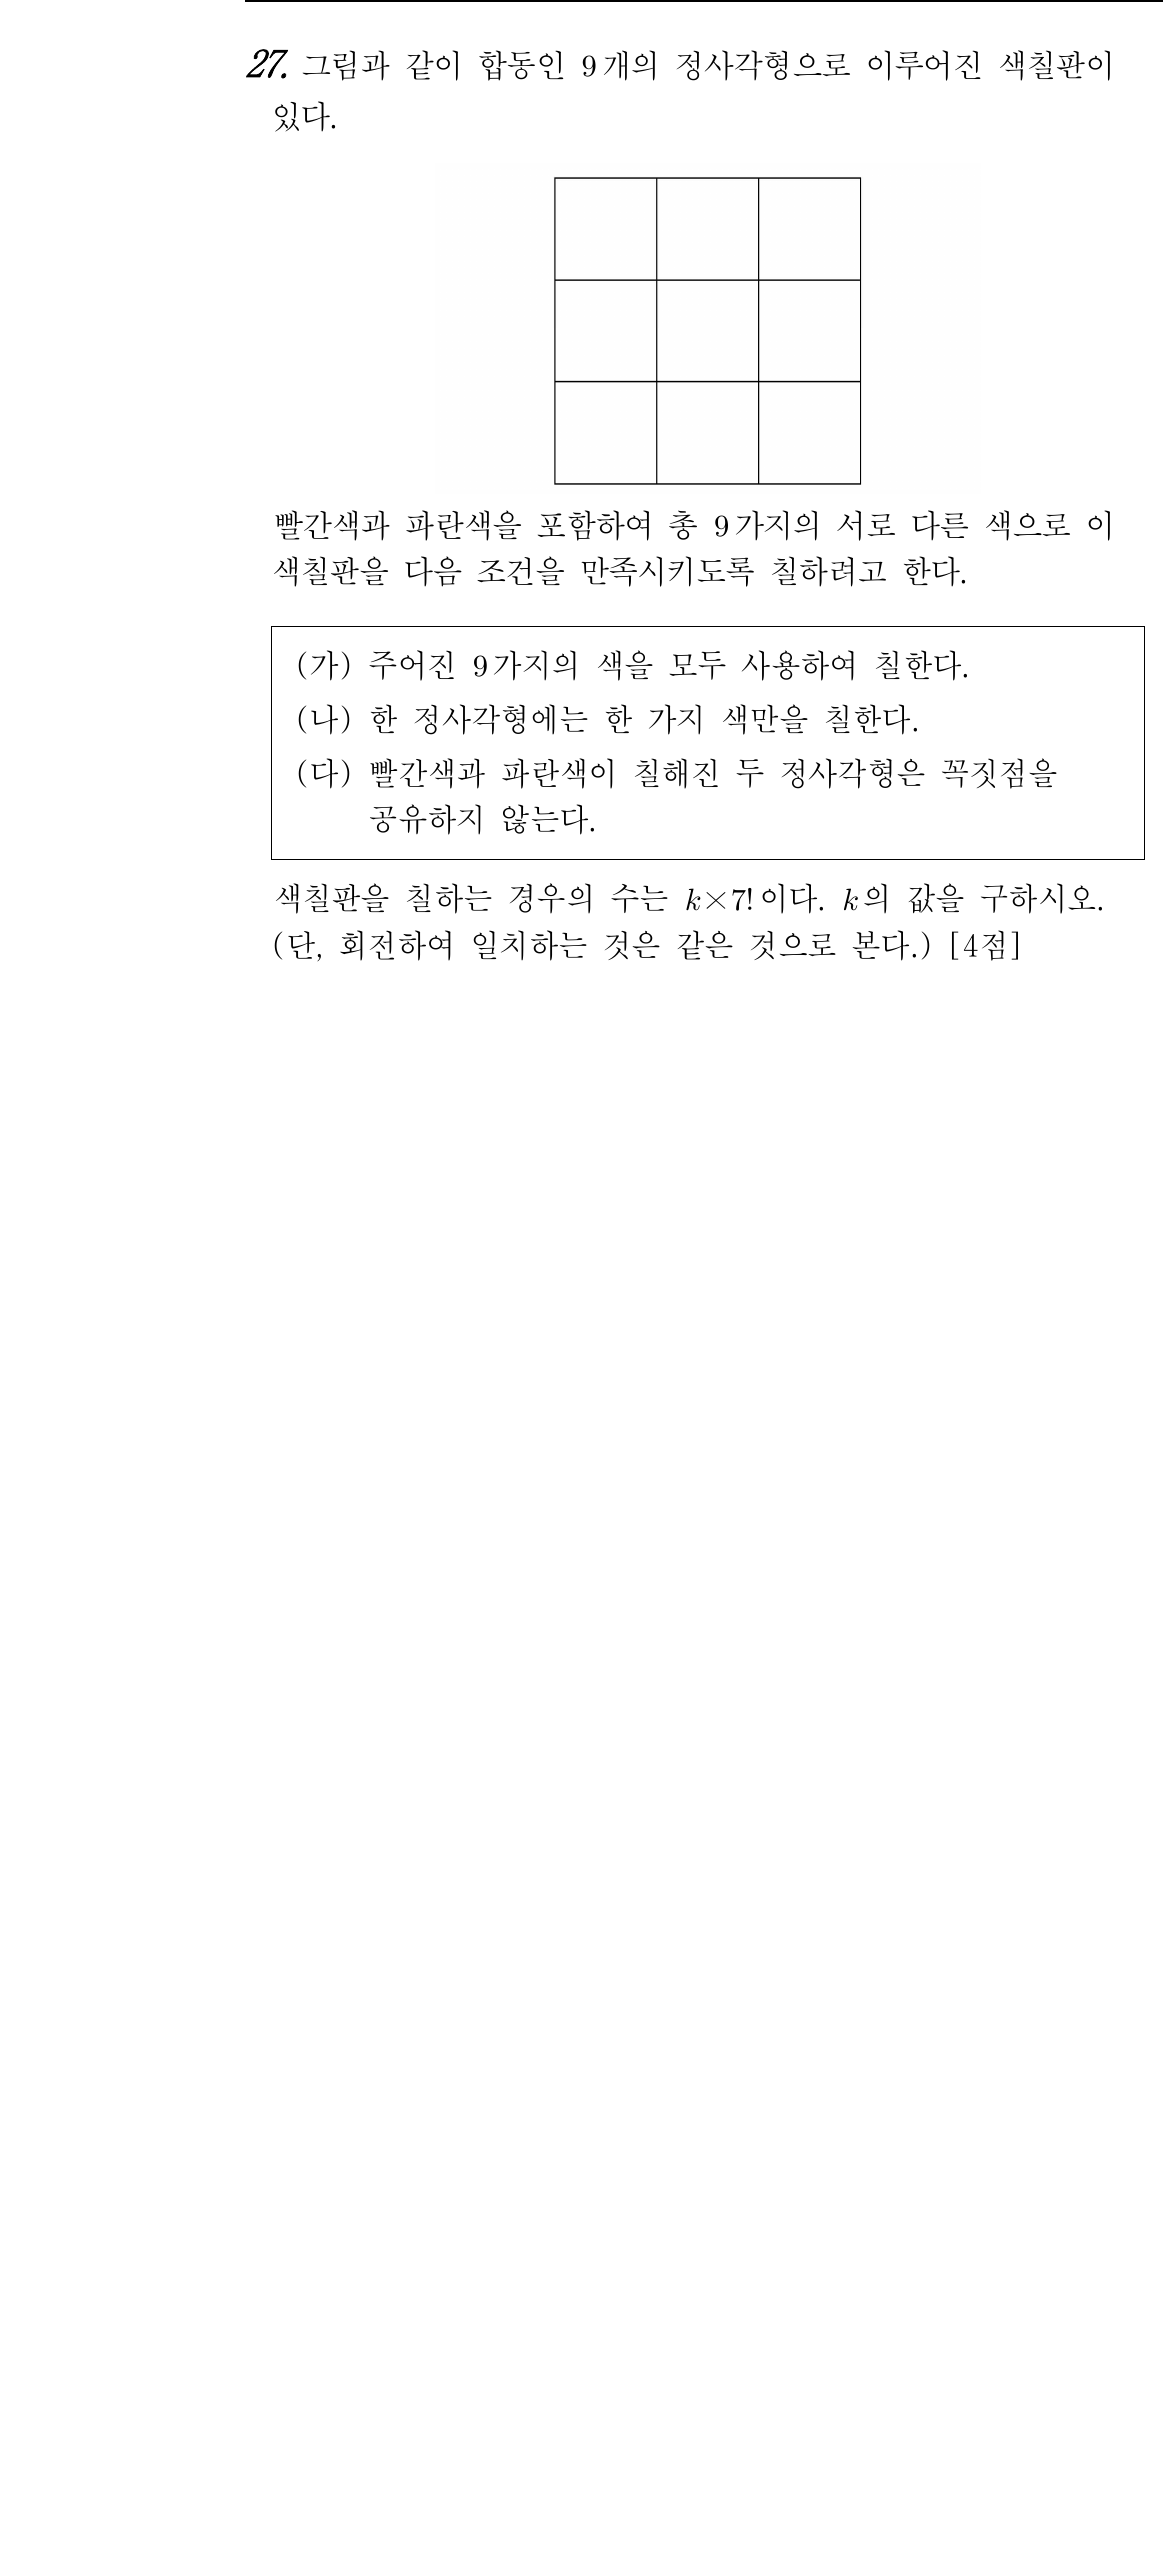 27. 그림과 같이 합동인 9개의 정사각형으로 이루어진 색칠판이
있다.
빨간색과 파란색을 포함하여 총 9가지의 서로 다른 색으로 이
색칠판을 다음 조건을 만족시키도록 칠하려고 한다.
(가) 주어진 9가지의 색을 모두 사용하여 칠한다.
(나) 한 정사각형에는 한 가지 색만을 칠한다.
(다) 빨간색과 파란색이 칠해진 두 정사각형은 꼭짓점을
공유하지 않는다.
색칠판을 칠하는 경우의 수는 k×7!이다. k의 값을 구하시오.
(단, 회전하여 일치하는 것은 같은 것으로 본다.) [4점]